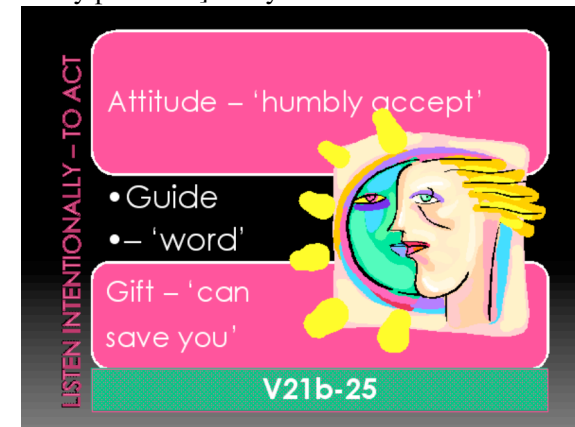 LISTEN INTENTIONALLY – TO ACT
Attitude – ‘humbly accept’
•Guide
•– ‘word’
Gift – ‘can
save you’
V21b-25